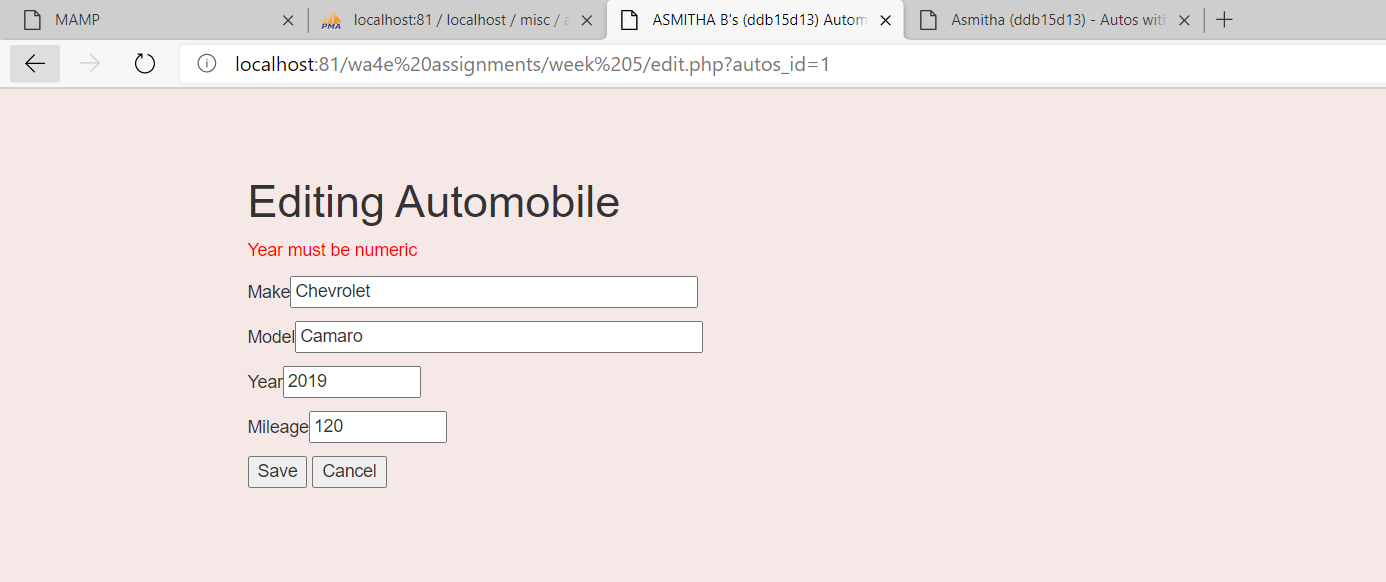 MAMP
localhost:81 / localhost / misc / a
ASMITHA B's (ddb15d13) Autom
Asmitha (ddb15d13) - Autos with
PMA
localhost:81/wa4e%20assignments/week%205/edit.php?autos_id=1
Editing Automobile
Year must be numeric
Make Chevrolet
Model Camaro
Year 2019
Mileage 120
Save Cancel